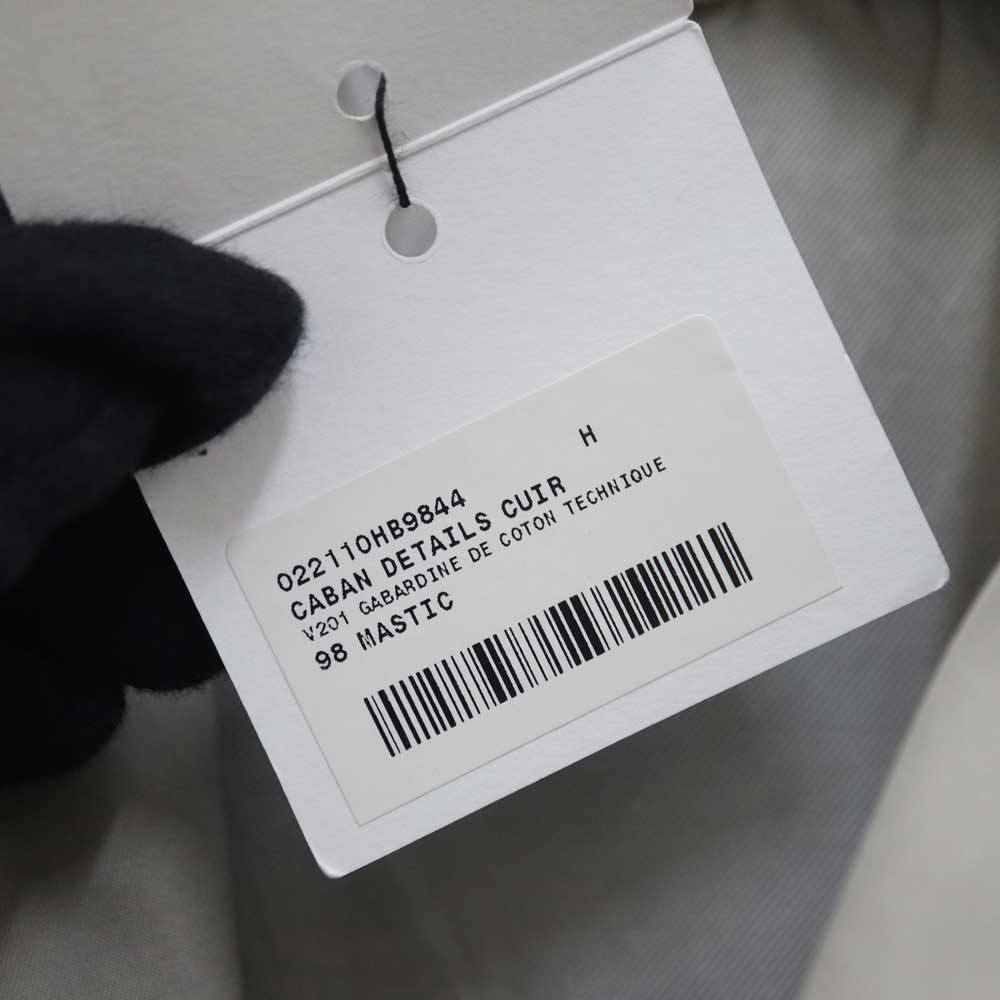 H
022110HB9844
CABAN DETAILS CUIR
V201 GABARDINE DE COTON TECHNIQUE
98 MASTIC